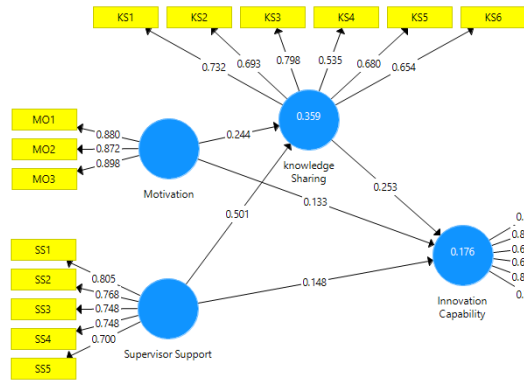 KS1
KS2
KS3
KS4
KS5
KS6
0.732
0.693
0.798
0.535
0.680
0.654
MO1
MO2
MO3
0.880
0.872
0.898
Motivation
0.244
0.359
knowledge
Sharing
0.133
0.253
0.501
0.148
0.176
Innovation
Capability
SS1
SS2
SS3
SS4
SS5
0.805
0.768
0.748
0.748
0.700
Supervisor Support